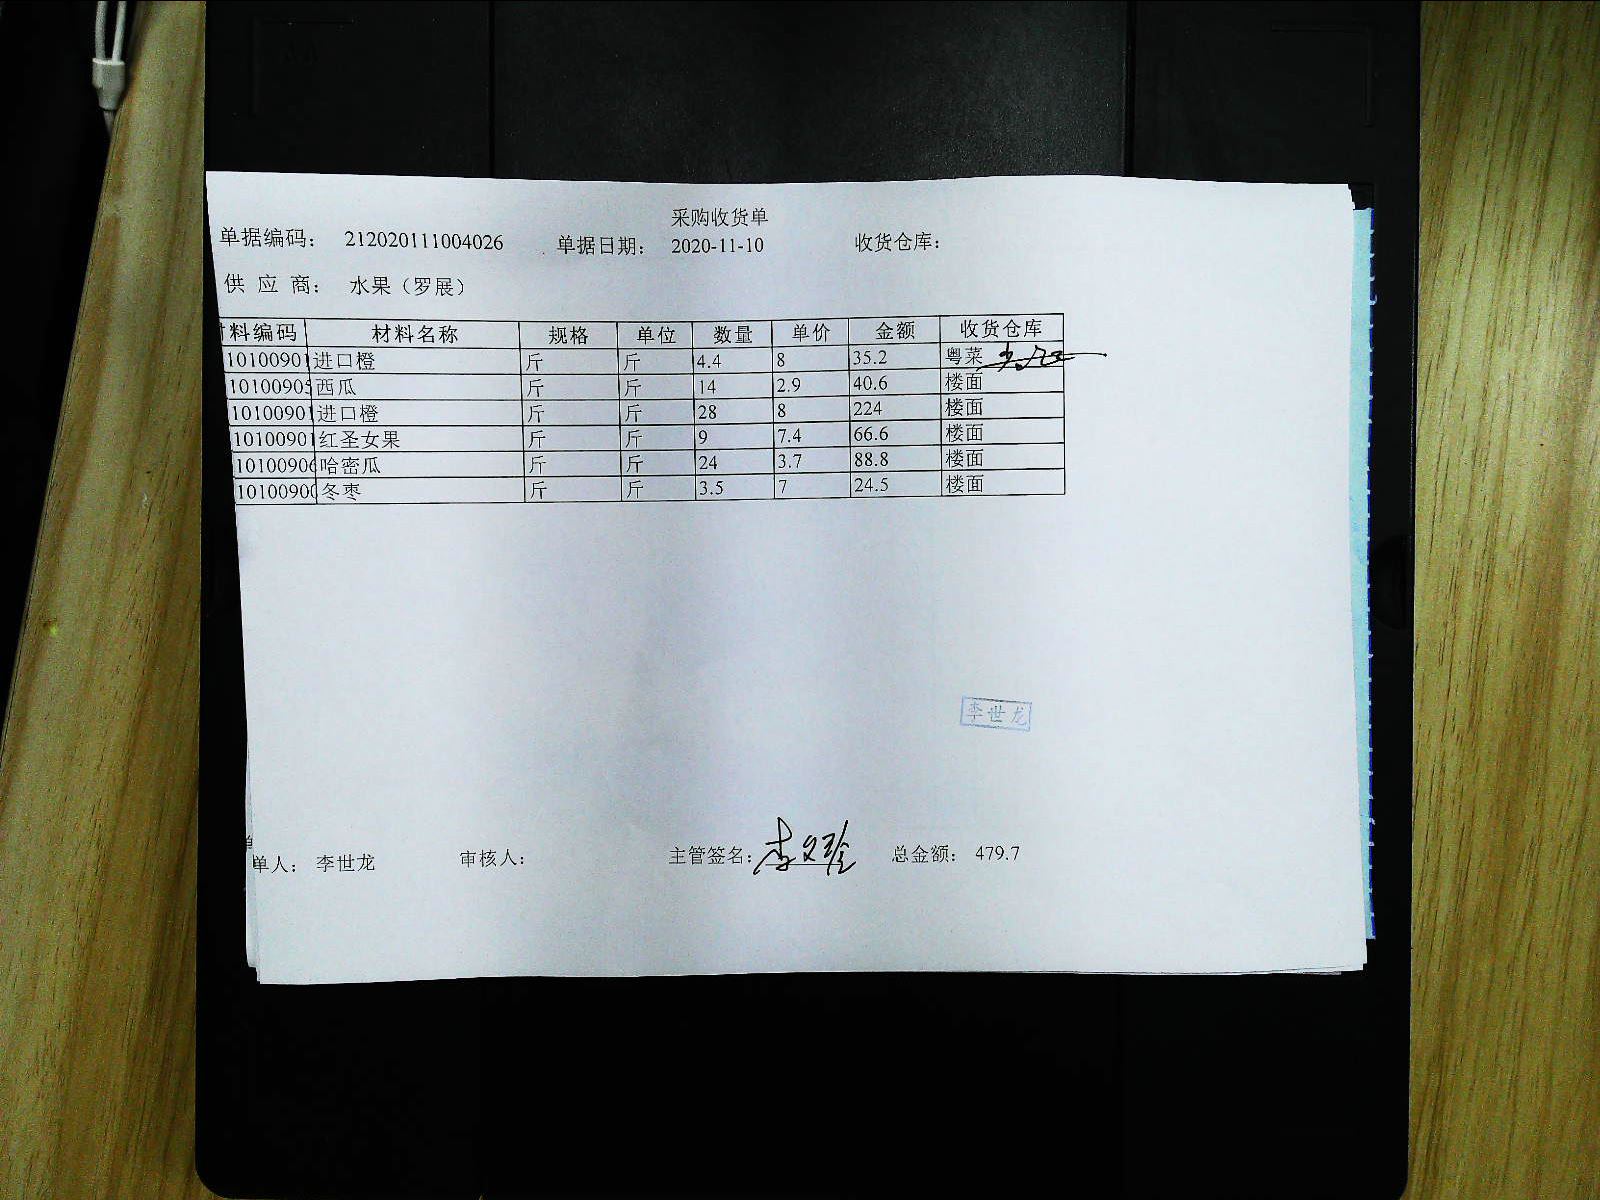 采购收货单
单据编码： 212020111004026 单据日期： 2020-11-10 收货仓库：
供 应 商： 水果（罗展）
料编码 材料名称 规格 单位 数量 单价 金额 收货仓库
10100901 进口橙 斤 斤 4.4 8 35.2 粤菜
10100905 西瓜 斤 斤 14 2.9 40.6 楼面
10100901 进口橙 斤 斤 28 8 224 楼面
10100901 红圣女果 斤 斤 9 7.4 66.6 楼面
10100906 哈密瓜 斤 斤 24 3.7 88.8 楼面
10100900 冬枣 斤 斤 3.5 7 24.5 楼面
李世龙
单人： 李世龙 审核人： 主管签名： 总金额： 479.7